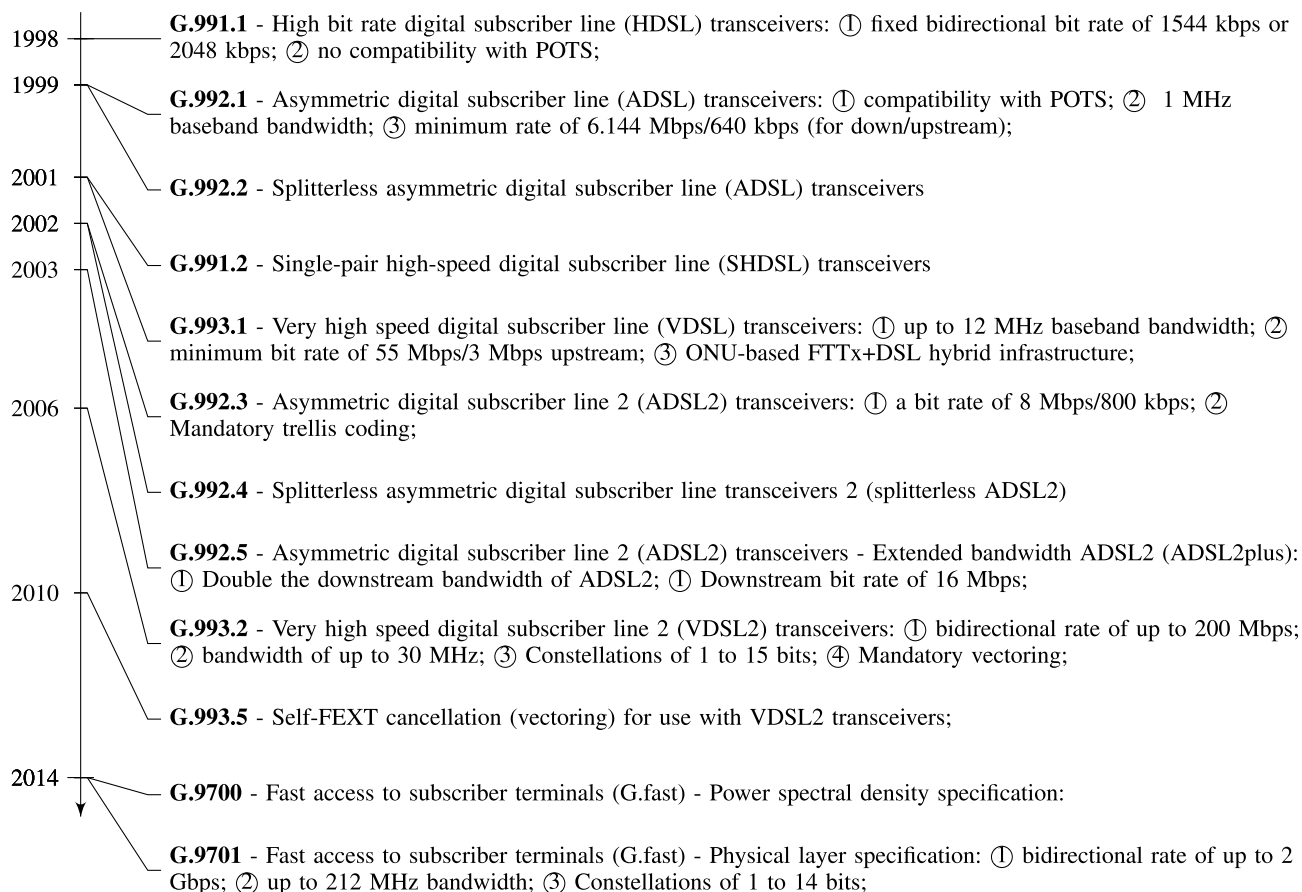 G.991.1 - High bit rate digital subscriber line (HDSL) transceivers: ① fixed bidirectional bit rate of 1544 kbps or
1998
2048 kbps; ② no compatibility with POTS;
1999
G.992.1 - Asymmetric digital subscriber line (ADSL) transceivers: ① compatibility with POTS; ② 1 MHz
baseband bandwidth; ③ minimum rate of 6.144 Mbps/640 kbps (for down/upstream);
2001
G.992.2 - Splitterless asymmetric digital subscriber line (ADSL) transceivers
2002
G.991.2 - Single-pair high-speed digital subscriber line (SHDSL) transceivers
2003
G.993.1 - Very high speed digital subscriber line (VDSL) transceivers: ① up to 12 MHz baseband bandwidth; ②
minimum bit rate of 55 Mbps/3 Mbps upstream; ③ ONU-based FTTx+DSL hybrid infrastructure;
2006
G.992.3 - Asymmetric digital subscriber line 2 (ADSL2) transceivers: ① a bit rate of 8 Mbps/800 kbps; ②
Mandatory trellis coding;
G.992.4 - Splitterless asymmetric digital subscriber line transceivers 2 (splitterless ADSL2)
G.992.5 - Asymmetric digital subscriber line 2 (ADSL2) transceivers - Extended bandwidth ADSL2 (ADSL2plus):
① Double the downstream bandwidth of ADSL2; ① Downstream bit rate of 16 Mbps;
2010
G.993.2 - Very high speed digital subscriber line 2 (VDSL2) transceivers: ① bidirectional rate of up to 200 Mbps;
② bandwidth of up to 30 MHz; ③ Constellations of 1 to 15 bits; ④ Mandatory vectoring;
G.993.5 - Self-FEXT cancellation (vectoring) for use with VDSL2 transceivers;
2014
G.9700 - Fast access to subscriber terminals (G.fast) - Power spectral density specification:
G.9701 - Fast access to subscriber terminals (G.fast) - Physical layer specification: ① bidirectional rate of up to 2
Gbps; ② up to 212 MHz bandwidth; ③ Constellations of 1 to 14 bits;